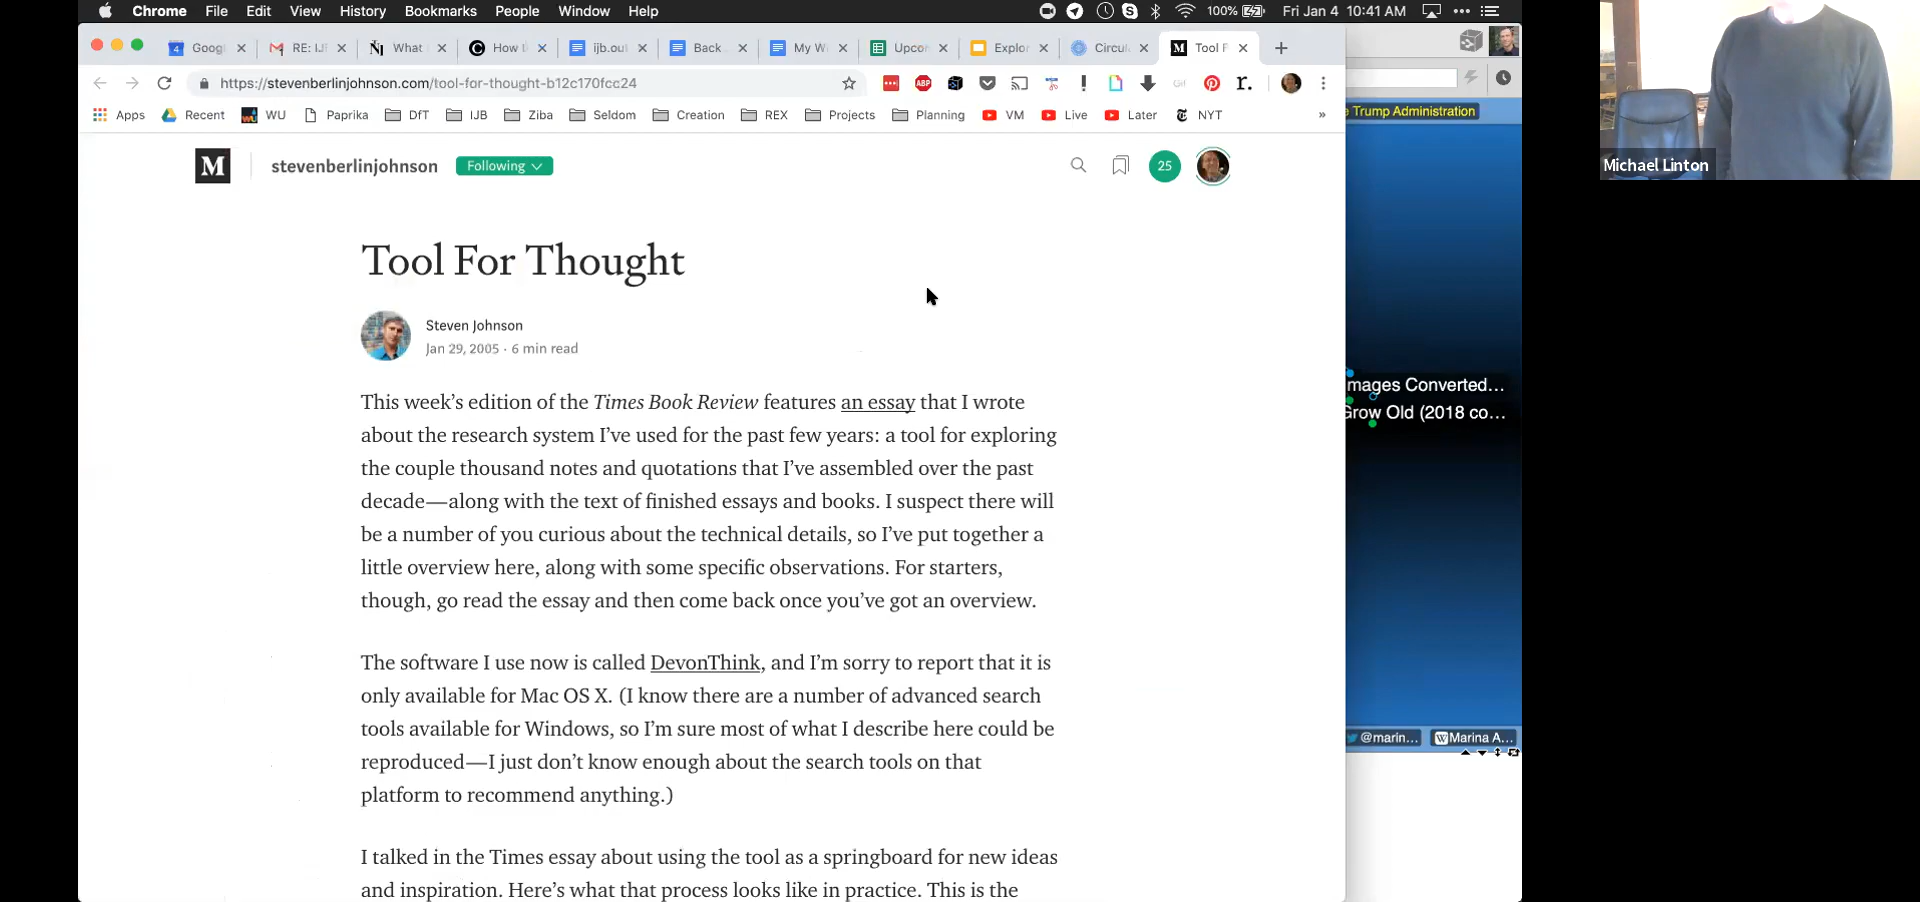 Chrome File Edit View History Bookmarks People Window Help 100% Fri Jan 4 10:41 AM
Googl RE: IJF What How t ijb.out Back My W Upcon Explor Circul Tool F
https://stevenberlinjohnson.com/tool-for-thought-b12c170fcc24
Apps Recent WU Paprika DfT IJB Ziba Seldom Creation REX Projects Planning VM Live Later NYT »
e Trump Administration
Michael Linton
M stevenberlinjohnson Following 25
Tool For Thought
Steven Johnson
Jan 29, 2005 · 6 min read
This week’s edition of the Times Book Review features an essay that I wrote
about the research system I’ve used for the past few years: a tool for exploring
the couple thousand notes and quotations that I’ve assembled over the past
decade — along with the text of finished essays and books. I suspect there will
be a number of you curious about the technical details, so I’ve put together a
little overview here, along with some specific observations. For starters,
though, go read the essay and then come back once you’ve got an overview.
The software I use now is called DevonThink, and I’m sorry to report that it is
only available for Mac OS X. (I know there are a number of advanced search
tools available for Windows, so I’m sure most of what I describe here could be
reproduced — I just don’t know enough about the search tools on that
platform to recommend anything.)
I talked in the Times essay about using the tool as a springboard for new ideas
and inspiration. Here’s what that process looks like in practice. This is the
mages Converted...
Grow Old (2018 co...
@marin... Marina A...